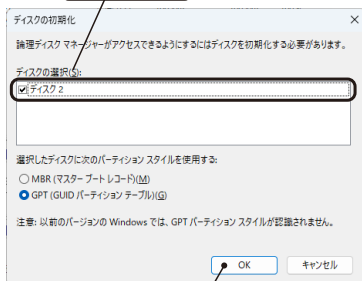 ディスクの初期化
論理ディスク マネージャーがアクセスできるようにするにはディスクを初期化する必要があります。
ディスクの選択(S):
ディスク 2
選択したディスクに次のパーティション スタイルを使用する:
MBR (マスター ブート レコード)(M)
GPT (GUID パーティション テーブル)(G)
注意: 以前のバージョンの Windows では、GPT パーティション スタイルが認識されません。
OK
キャンセル